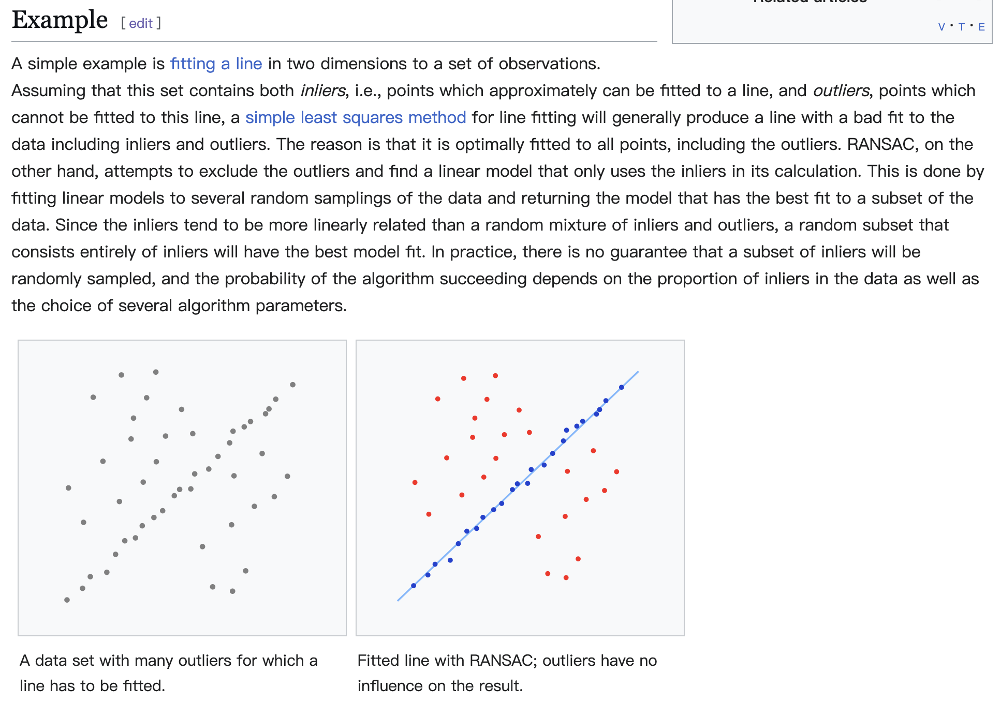 Related articles
V · T · E
Example [ edit ]
A simple example is fitting a line in two dimensions to a set of observations.
Assuming that this set contains both inliers, i.e., points which approximately can be fitted to a line, and outliers, points which
cannot be fitted to this line, a simple least squares method for line fitting will generally produce a line with a bad fit to the
data including inliers and outliers. The reason is that it is optimally fitted to all points, including the outliers. RANSAC, on the
other hand, attempts to exclude the outliers and find a linear model that only uses the inliers in its calculation. This is done by
fitting linear models to several random samplings of the data and returning the model that has the best fit to a subset of the
data. Since the inliers tend to be more linearly related than a random mixture of inliers and outliers, a random subset that
consists entirely of inliers will have the best model fit. In practice, there is no guarantee that a subset of inliers will be
randomly sampled, and the probability of the algorithm succeeding depends on the proportion of inliers in the data as well as
the choice of several algorithm parameters.
A data set with many outliers for which a
line has to be fitted.
Fitted line with RANSAC; outliers have no
influence on the result.